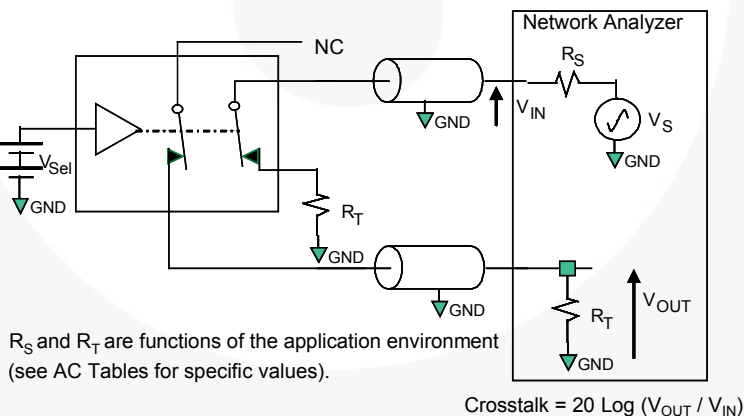 Network Analyzer
NC
R_S
GND
V_IN
V_S
GND
V_Sel
GND
R_T
GND
GND
R_T
V_OUT
GND
R_S and R_T are functions of the application environment
(see AC Tables for specific values).
Crosstalk = 20 Log (V_OUT / V_IN)